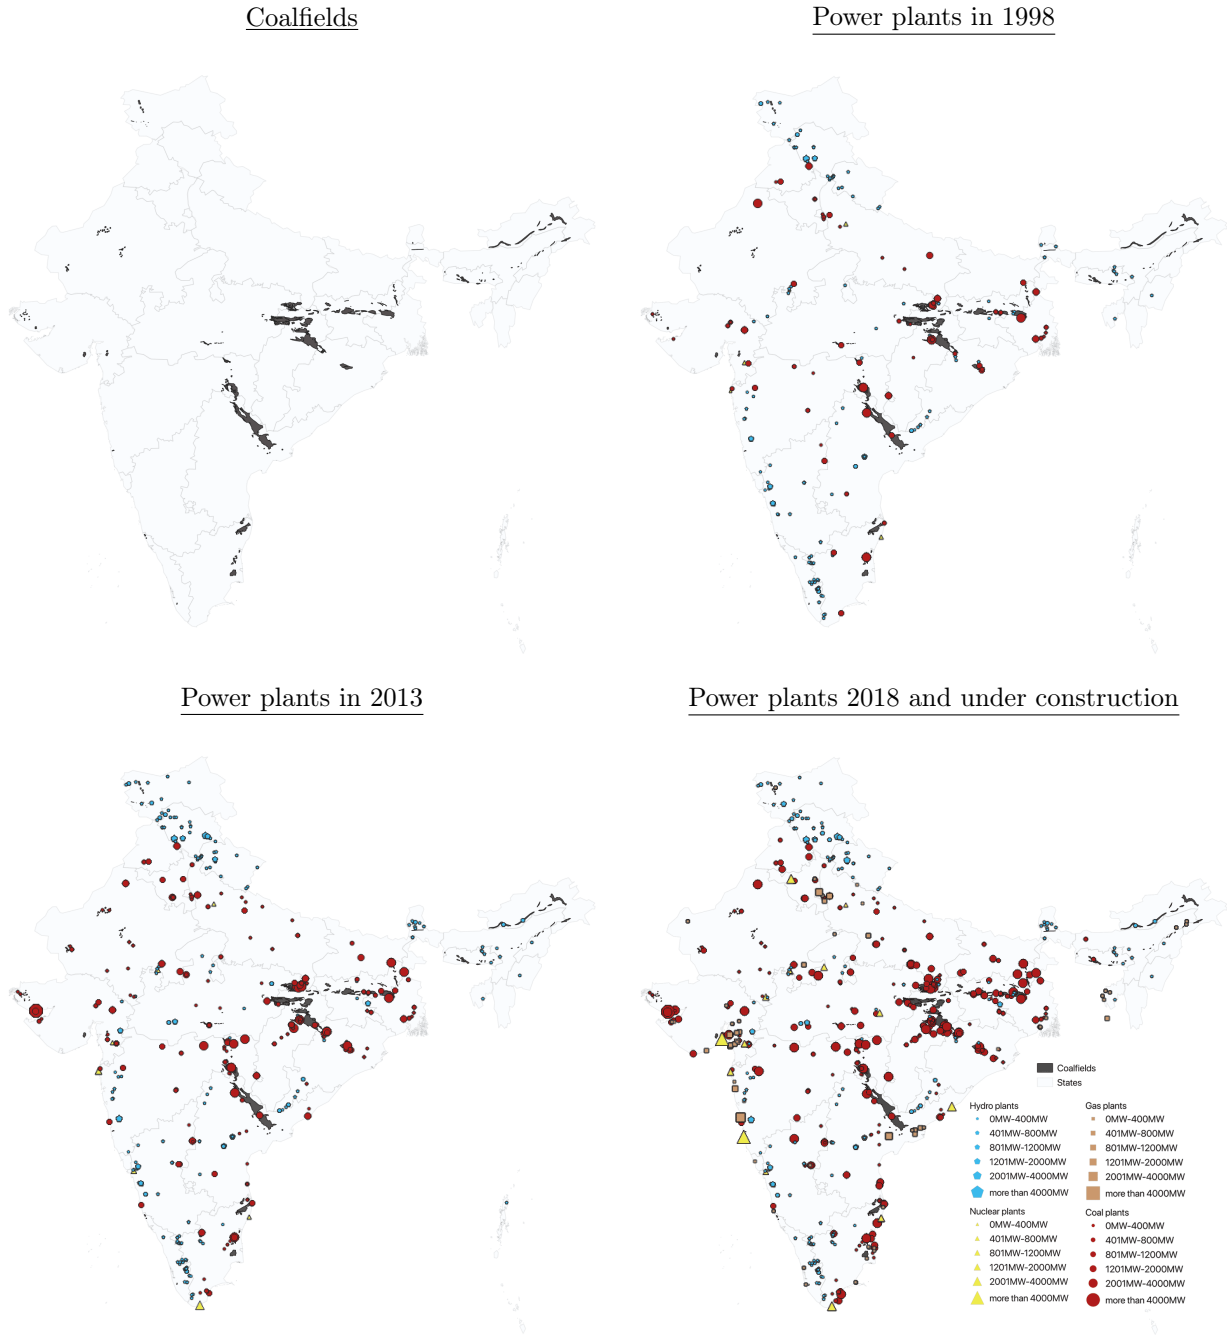 Coalfields
Power plants in 1998
Power plants in 2013
Power plants 2018 and under construction
Coalfields
States
Hydro plants
0MW-400MW
401MW-800MW
801MW-1200MW
1201MW-2000MW
2001MW-4000MW
more than 4000MW
Gas plants
0MW-400MW
401MW-800MW
801MW-1200MW
1201MW-2000MW
2001MW-4000MW
more than 4000MW
Nuclear plants
0MW-400MW
401MW-800MW
801MW-1200MW
1201MW-2000MW
2001MW-4000MW
more than 4000MW
Coal plants
0MW-400MW
401MW-800MW
801MW-1200MW
1201MW-2000MW
2001MW-4000MW
more than 4000MW